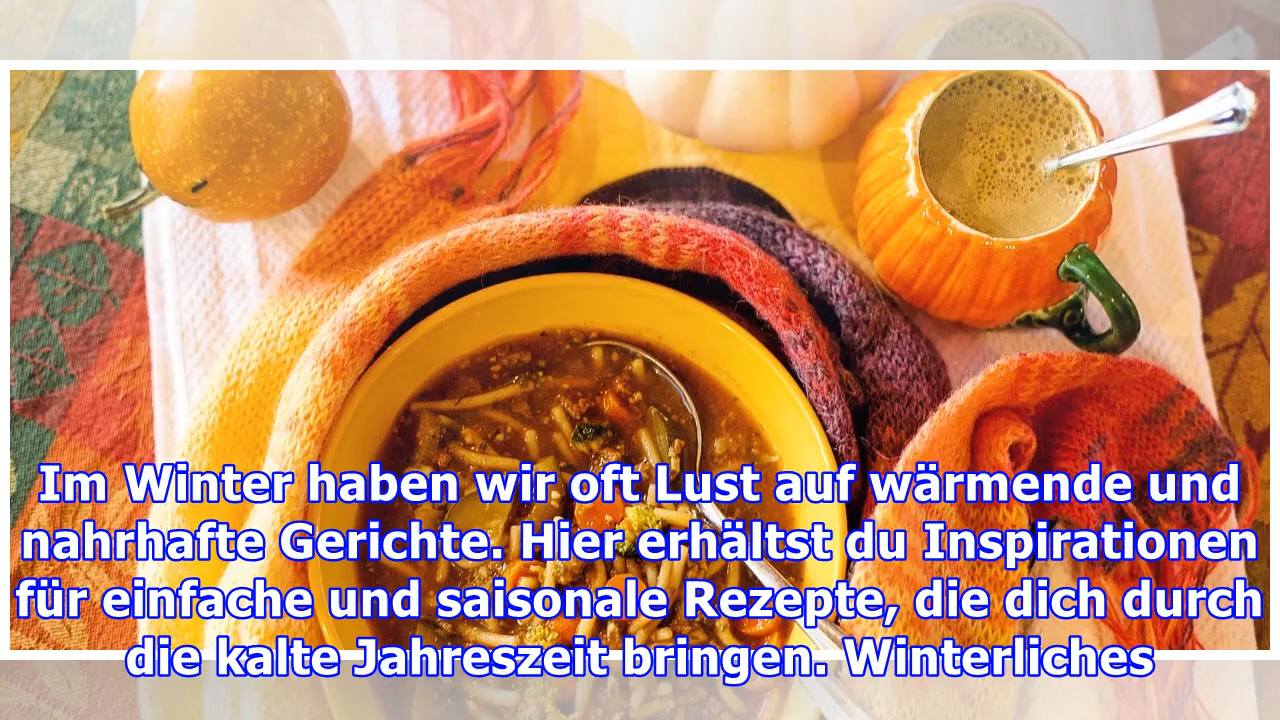 Im Winter haben wir oft Lust auf wärmende und
nahrhafte Gerichte. Hier erhältst du Inspirationen
für einfache und saisonale Rezepte, die dich durch
die kalte Jahreszeit bringen. Winterliches